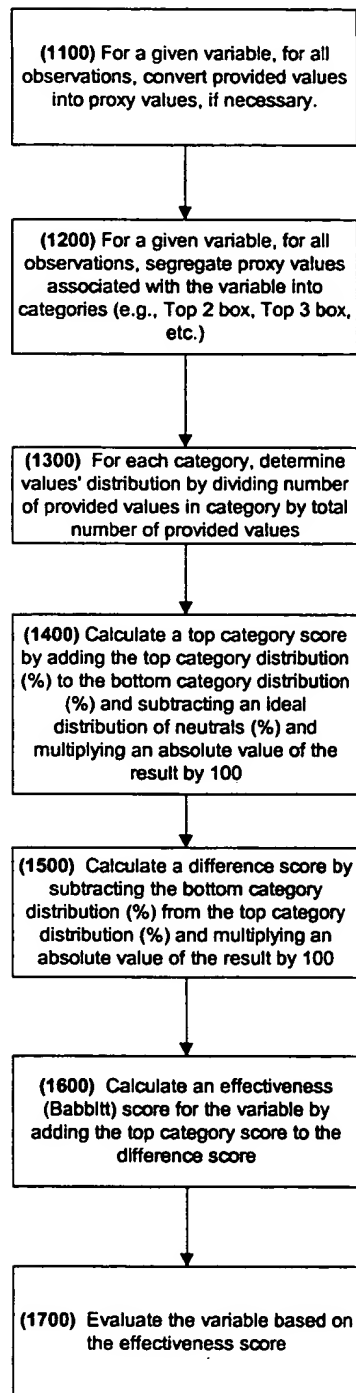 (1100) For a given variable, for all
observations, convert provided values
into proxy values, if necessary.
(1200) For a given variable, for all
observations, segregate proxy values
associated with the variable into
categories (e.g., Top 2 box, Top 3 box,
etc.)
(1300) For each category, determine
values' distribution by dividing number
of provided values in category by total
number of provided values
(1400) Calculate a top category score
by adding the top category distribution
(%) to the bottom category distribution
(%) and subtracting an ideal
distribution of neutrals (%) and
multiplying an absolute value of the
result by 100
(1500) Calculate a difference score by
subtracting the bottom category
distribution (%) from the top category
distribution (%) and multiplying an
absolute value of the result by 100
(1600) Calculate an effectiveness
(Babbitt) score for the variable by
adding the top category score to the
difference score
(1700) Evaluate the variable based on
the effectiveness score